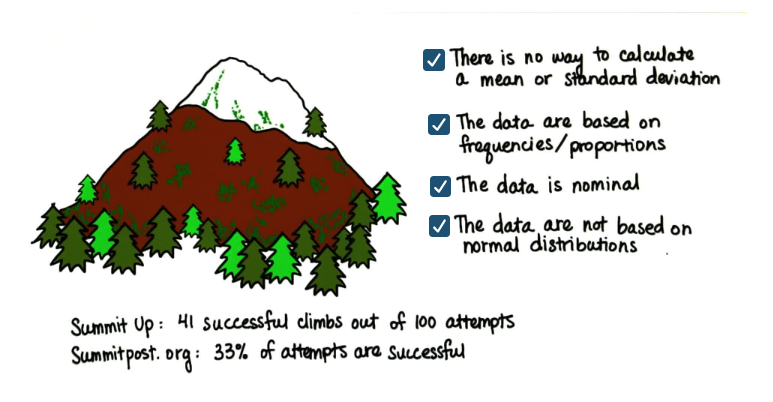 There is no way to calculate
a mean or standard deviation
The data are based on
frequencies/proportions
The data is nominal
The data are not based on
normal distributions
Summit Up: 41 successful climbs out of 100 attempts
Summitpost.org: 33% of attempts are successful